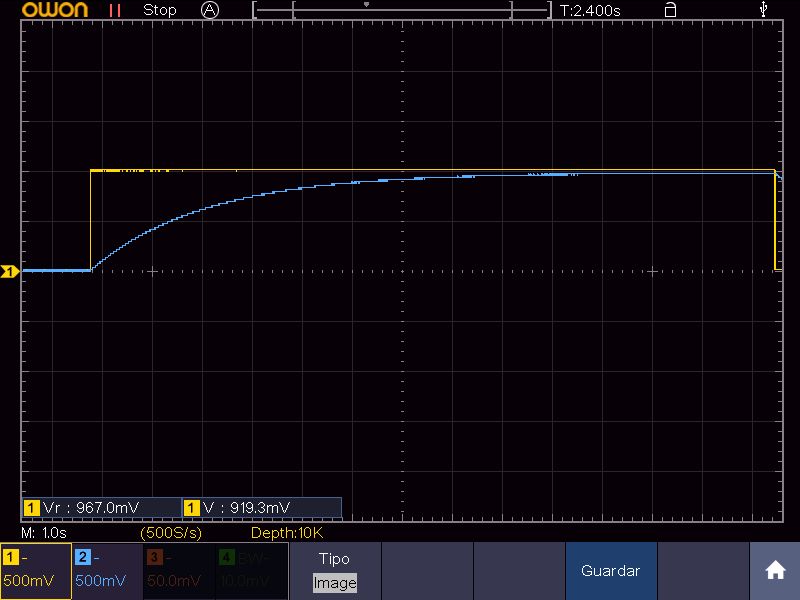 OWON Stop A T:2.400s
1
1 Vr : 967.0mV 1 V : 919.3mV
M: 1.0s (500S/s) Depth:10K
1 - 2 - 3 - 4 BW- Tipo
500mV 500mV 50.0mV 10.0mV Image Guardar